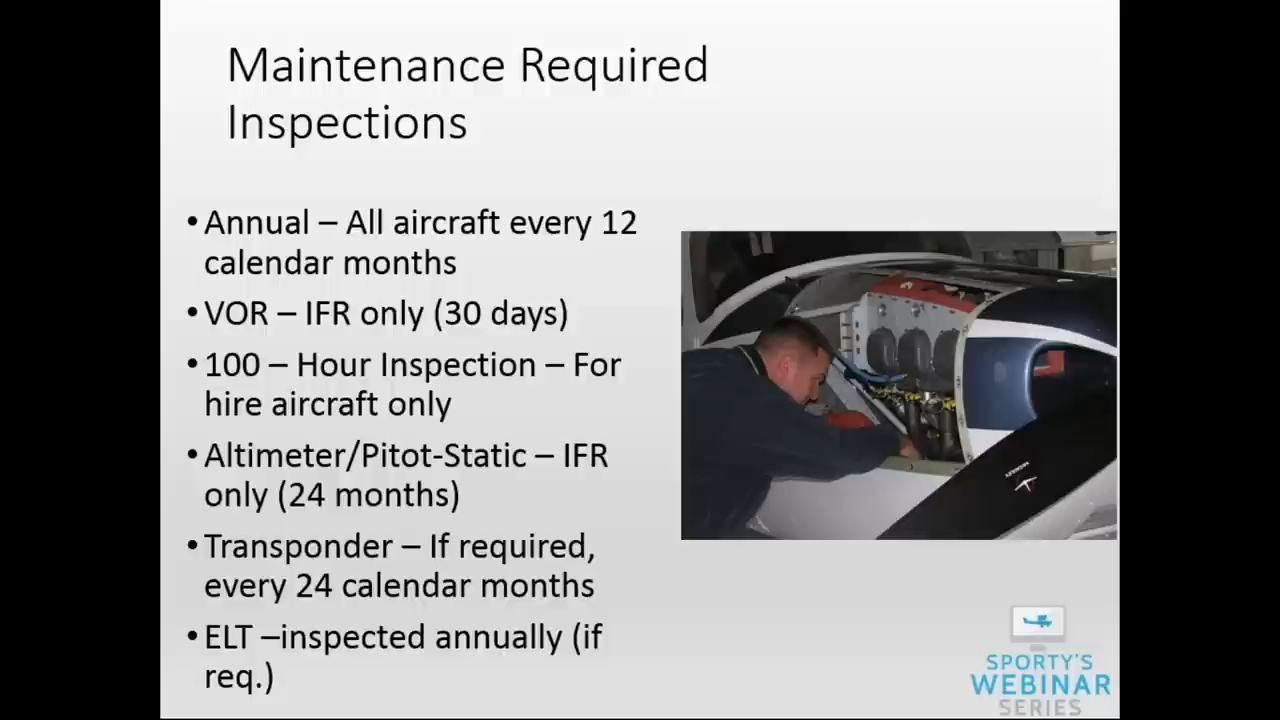 Maintenance Required
Inspections
•Annual – All aircraft every 12
calendar months
•VOR – IFR only (30 days)
•100 – Hour Inspection – For
hire aircraft only
•Altimeter/Pitot-Static – IFR
only (24 months)
•Transponder – If required,
every 24 calendar months
•ELT –inspected annually (if
req.)
SPORTY'S
WEBINAR
SERIES